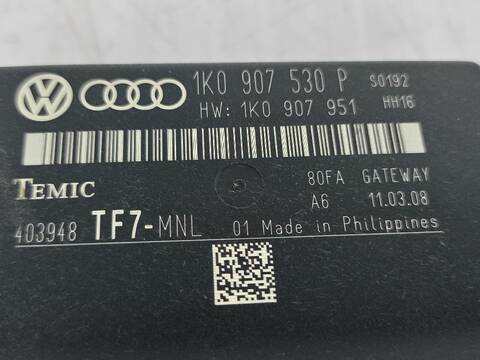 1K0 907 530 P S0192
HW: 1K0 907 951 HH16
TEMIC 80FA GATEWAY
A6 11.03.08
403948 TF7-MNL 01 Made in Philippines